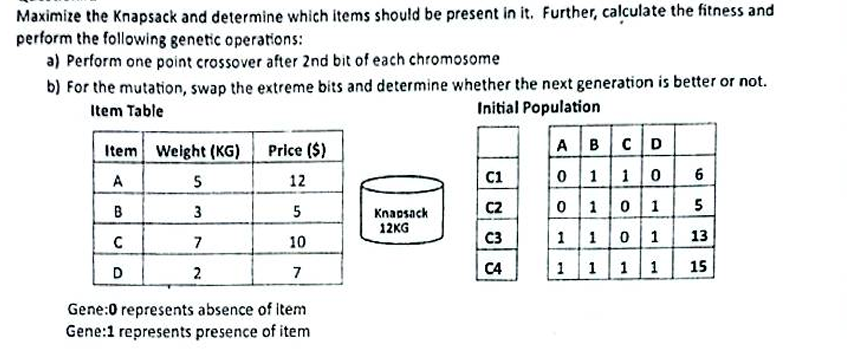 Maximize the Knapsack and determine which items should be present in it. Further, calculate the fitness and
perform the following genetic operations:
a) Perform one point crossover after 2nd bit of each chromosome
b) For the mutation, swap the extreme bits and determine whether the next generation is better or not.
Item Table
Item Weight (KG) Price ($)
A 5 12
B 3 5
C 7 10
D 2 7
Knapsack
12KG
Initial Population
A B C D
C1 0 1 1 0 6
C2 0 1 0 1 5
C3 1 1 0 1 13
C4 1 1 1 1 15
Gene:0 represents absence of item
Gene:1 represents presence of item